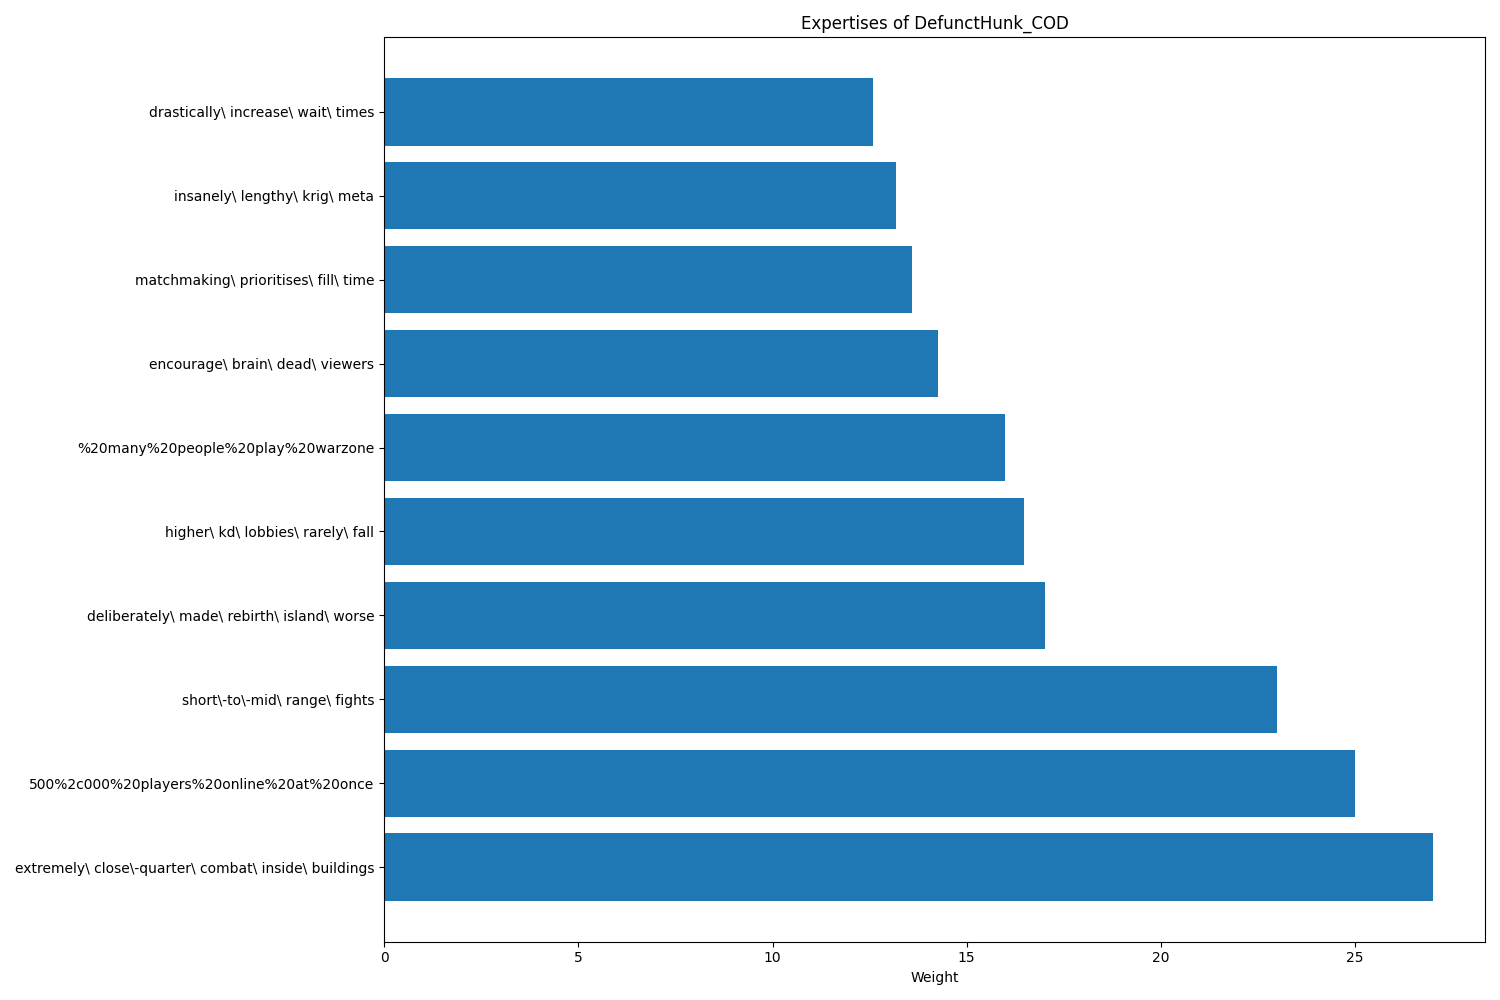 Expertises of DefunctHunk_COD
drastically\ increase\ wait\ times
insanely\ lengthy\ krig\ meta
matchmaking\ prioritises\ fill\ time
encourage\ brain\ dead\ viewers
%20many%20people%20play%20warzone
higher\ kd\ lobbies\ rarely\ fall
deliberately\ made\ rebirth\ island\ worse
short\-to\-mid\ range\ fights
500%2c000%20players%20online%20at%20once
extremely\ close\-quarter\ combat\ inside\ buildings
0 5 10 15 20 25
Weight